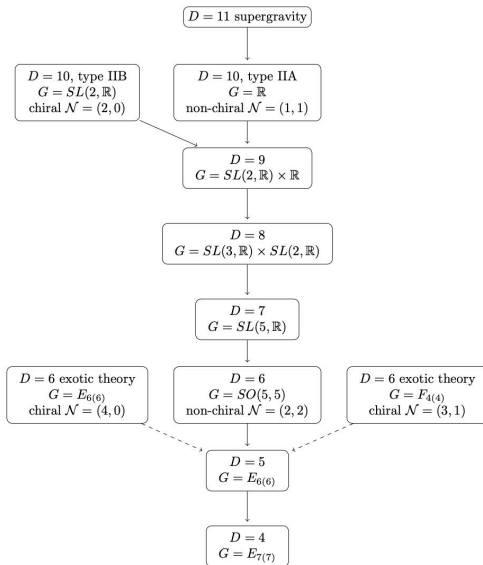 D = 11 supergravity
D = 10, type IIB
G = SL(2, ℝ)
chiral 𝒩 = (2, 0)
D = 10, type IIA
G = ℝ
non-chiral 𝒩 = (1, 1)
D = 9
G = SL(2, ℝ) × ℝ
D = 8
G = SL(3, ℝ) × SL(2, ℝ)
D = 7
G = SL(5, ℝ)
D = 6 exotic theory
G = E₆₍₆₎
chiral 𝒩 = (4, 0)
D = 6
G = SO(5, 5)
non-chiral 𝒩 = (2, 2)
D = 6 exotic theory
G = F₄₍₄₎
chiral 𝒩 = (3, 1)
D = 5
G = E₆₍₆₎
D = 4
G = E₇₍₇₎